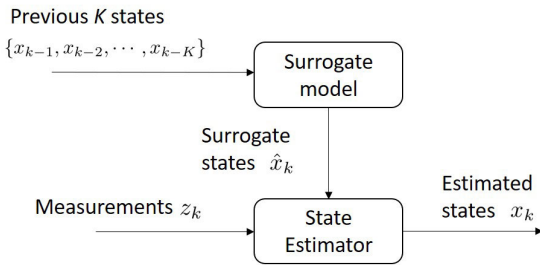 Previous K states
{x_{k-1}, x_{k-2}, ⋯ , x_{k-K}}
Surrogate
model
Surrogate
states x̂_k
Measurements z_k
State
Estimator
Estimated
states x_k